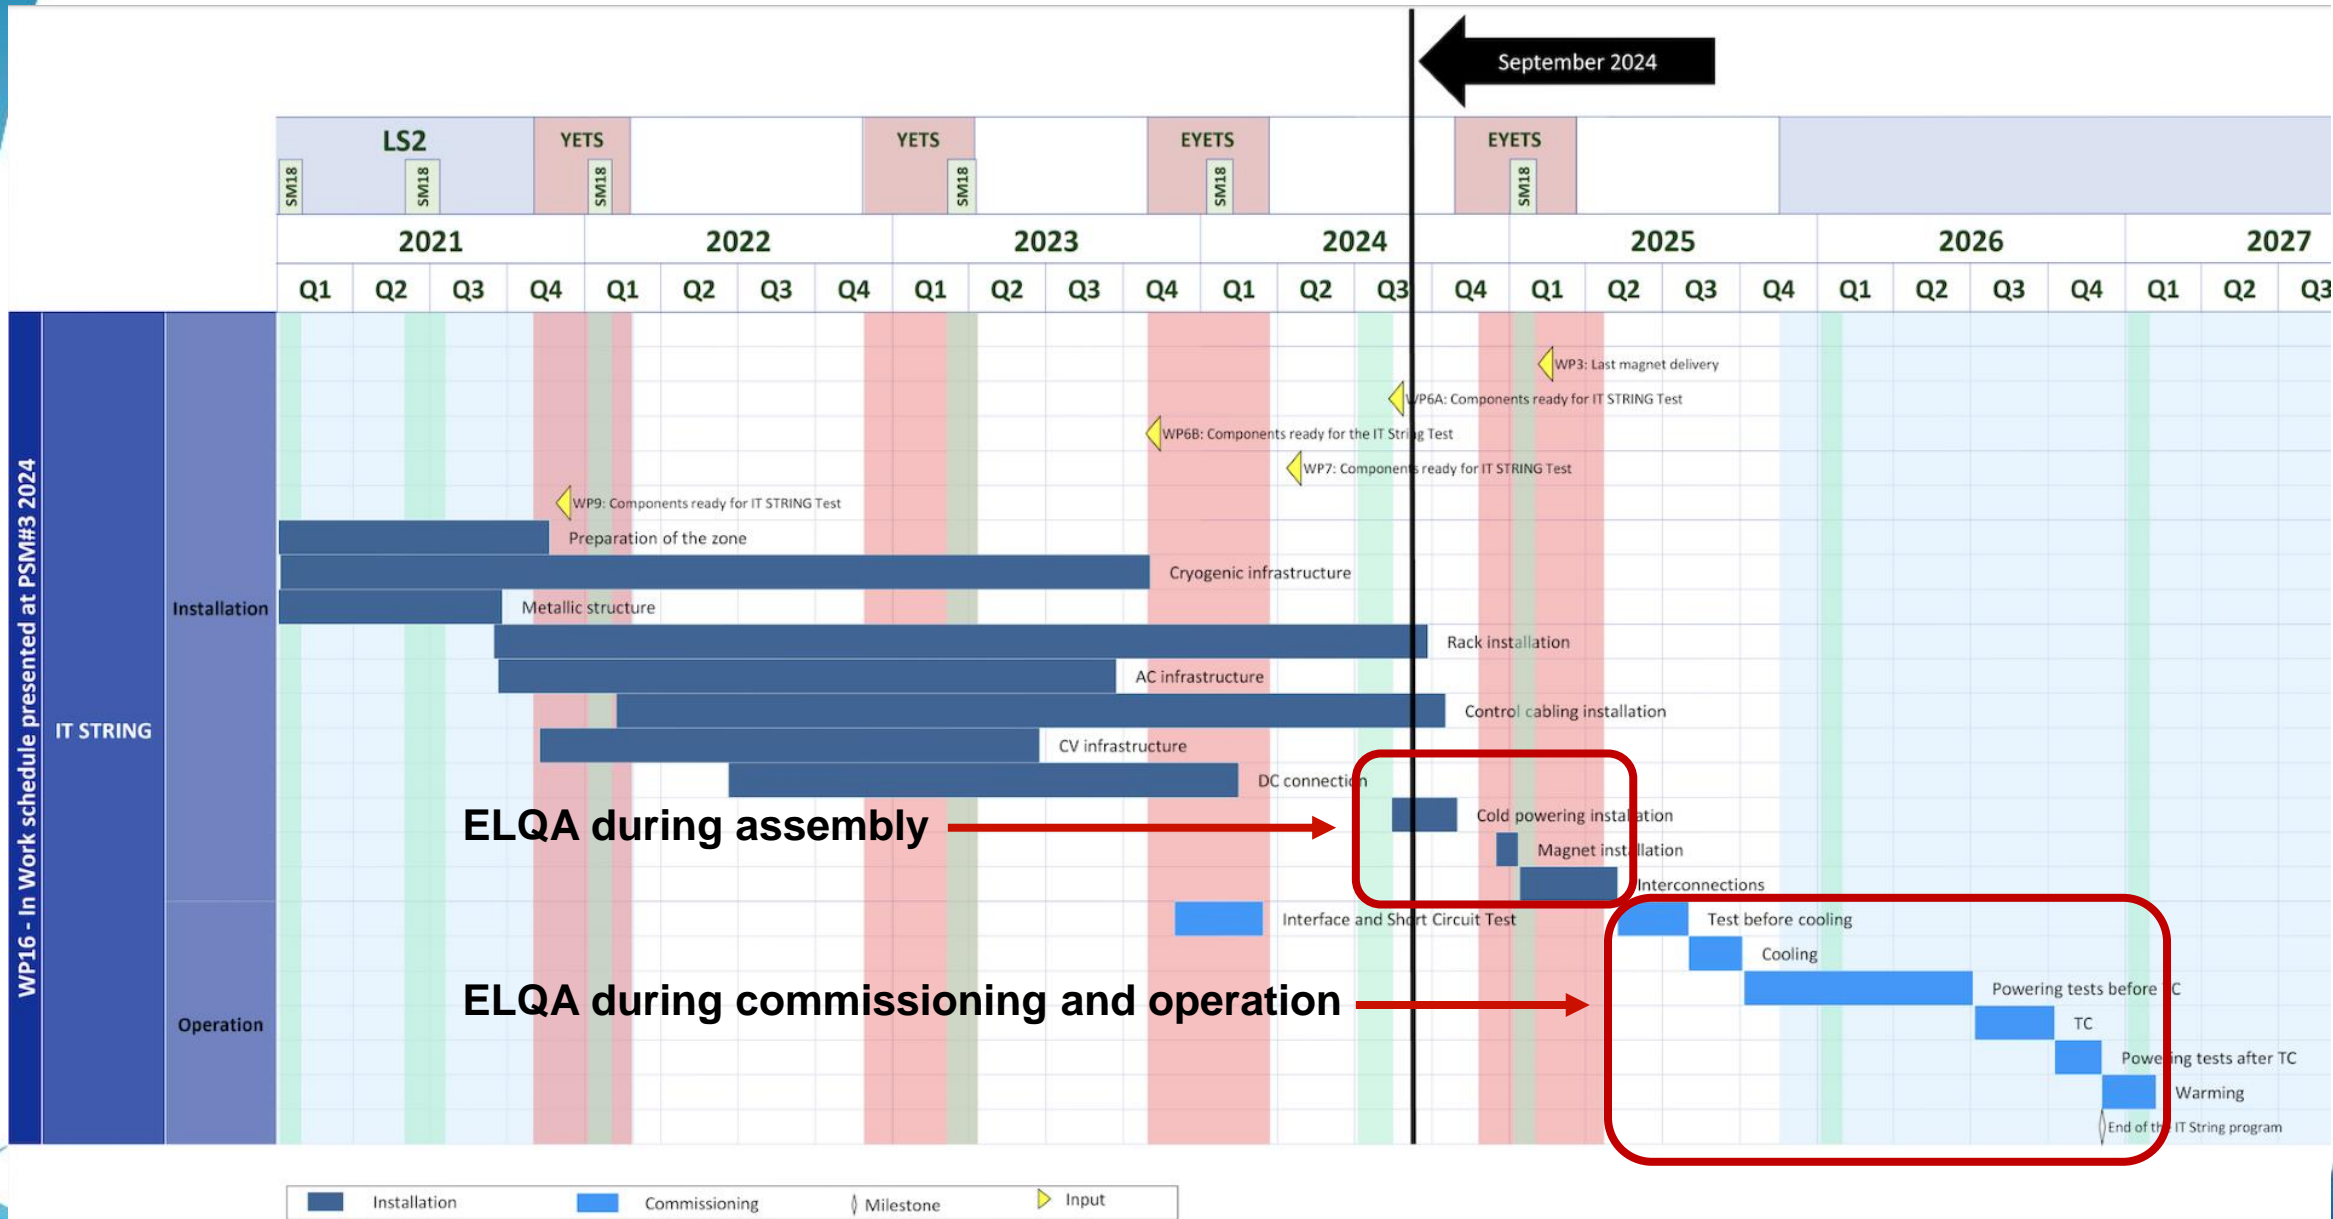 September 2024
LS2
YETS
YETS
EYETS
EYETS
SM18
SM18
SM18
SM18
SM18
SM18
2021
2022
2023
2024
2025
2026
2027
Q1 Q2 Q3 Q4 Q1 Q2 Q3 Q4 Q1 Q2 Q3 Q4 Q1 Q2 Q3 Q4 Q1 Q2 Q3 Q4 Q1 Q2 Q3 Q4 Q1 Q2 Q3
WP16 - In Work schedule presented at PSM#3 2024
IT STRING
Installation
WP3: Last magnet delivery
WP6A: Components ready for IT STRING Test
WP6B: Components ready for the IT String Test
WP7: Components ready for IT STRING Test
WP9: Components ready for IT STRING Test
Preparation of the zone
Cryogenic infrastructure
Metallic structure
Rack installation
AC infrastructure
Control cabling installation
CV infrastructure
DC connection
ELQA during assembly
Cold powering installation
Magnet installation
Interconnections
Operation
Interface and Short Circuit Test
Test before cooling
Cooling
ELQA during commissioning and operation
Powering tests before TC
TC
Powering tests after TC
Warming
End of the IT String program
Installation
Commissioning
Milestone
Input